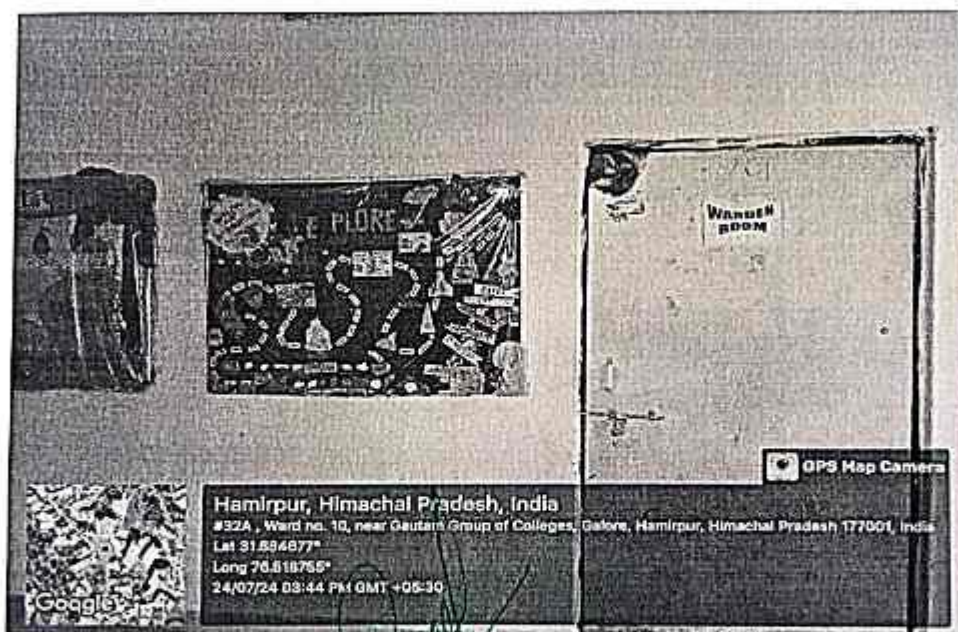 PLORE
WARDEN
ROOM
GPS Map Camera
Hamirpur, Himachal Pradesh, India
#32A , Ward no. 10, near Gautam Group of Colleges, Galore, Hamirpur, Himachal Pradesh 177001, India
Lat 31.684677°
Long 76.518755°
24/07/24 03:44 PM GMT +05:30
Google